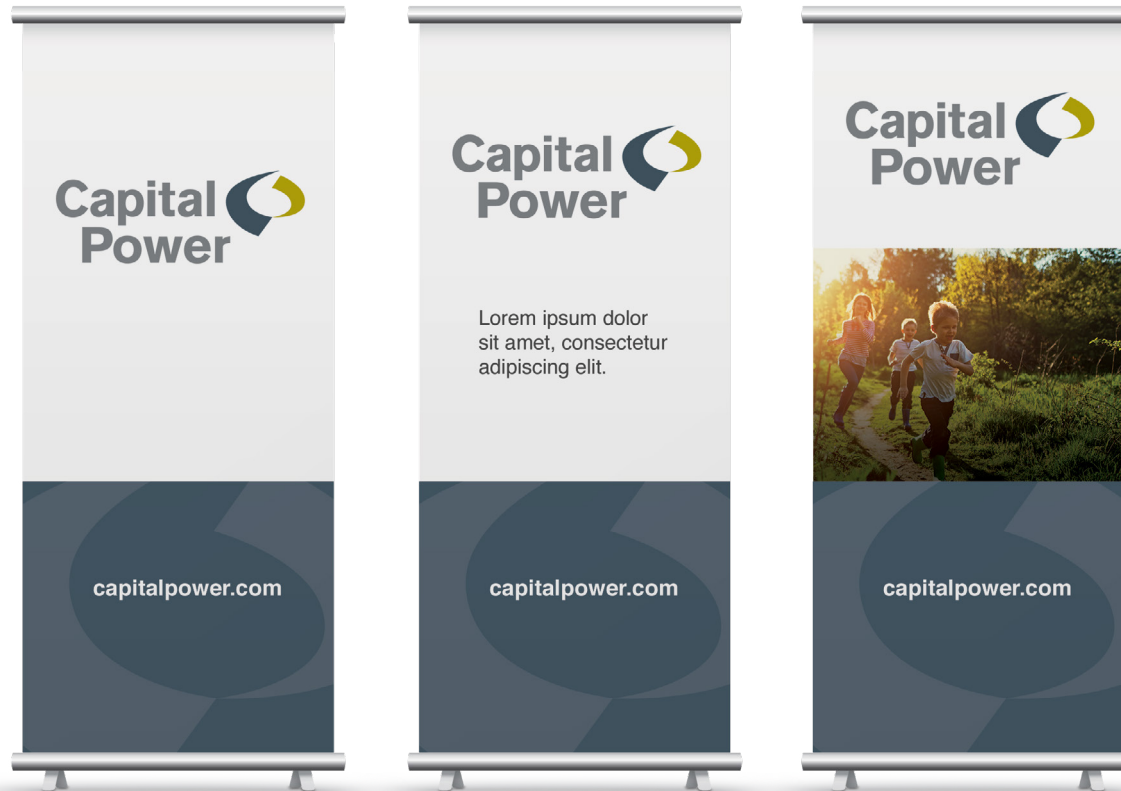 Capital
Power
capitalpower.com
Capital
Power
Lorem ipsum dolor
sit amet, consectetur
adipiscing elit.
capitalpower.com
Capital
Power
capitalpower.com